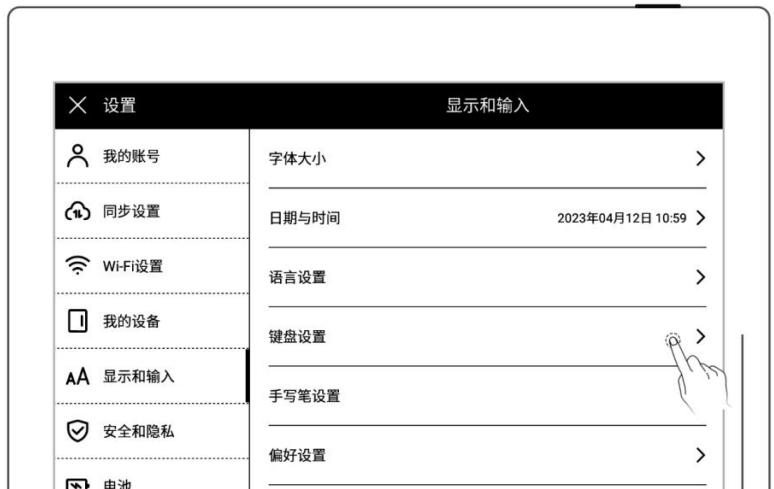 设置
显示和输入
我的账号
字体大小
同步设置
日期与时间 2023年04月12日 10:59
Wi-Fi设置
语言设置
我的设备
键盘设置
AA 显示和输入
手写笔设置
安全和隐私
偏好设置
电池